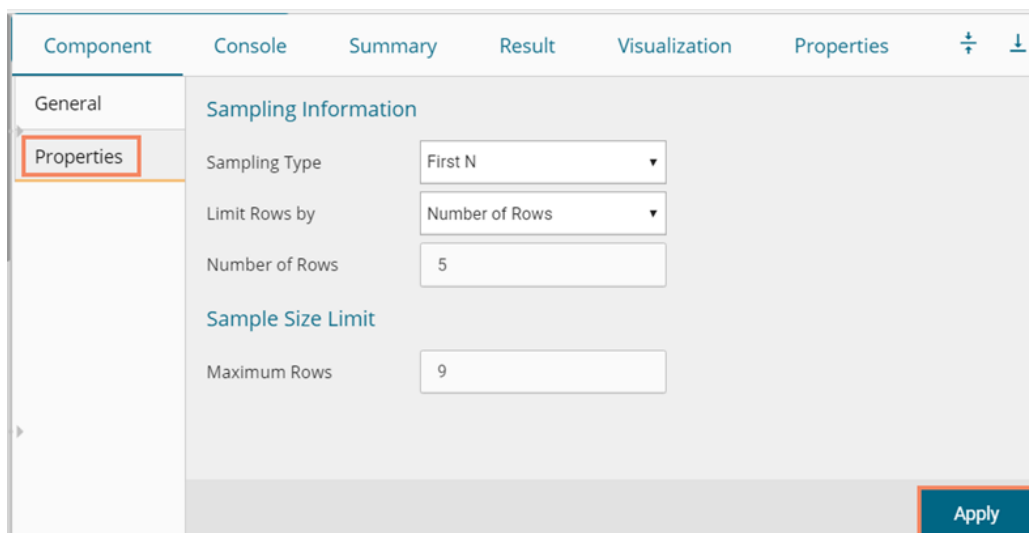 Component Console Summary Result Visualization Properties
General
Properties
Sampling Information
Sampling Type First N
Limit Rows by Number of Rows
Number of Rows 5
Sample Size Limit
Maximum Rows 9
Apply